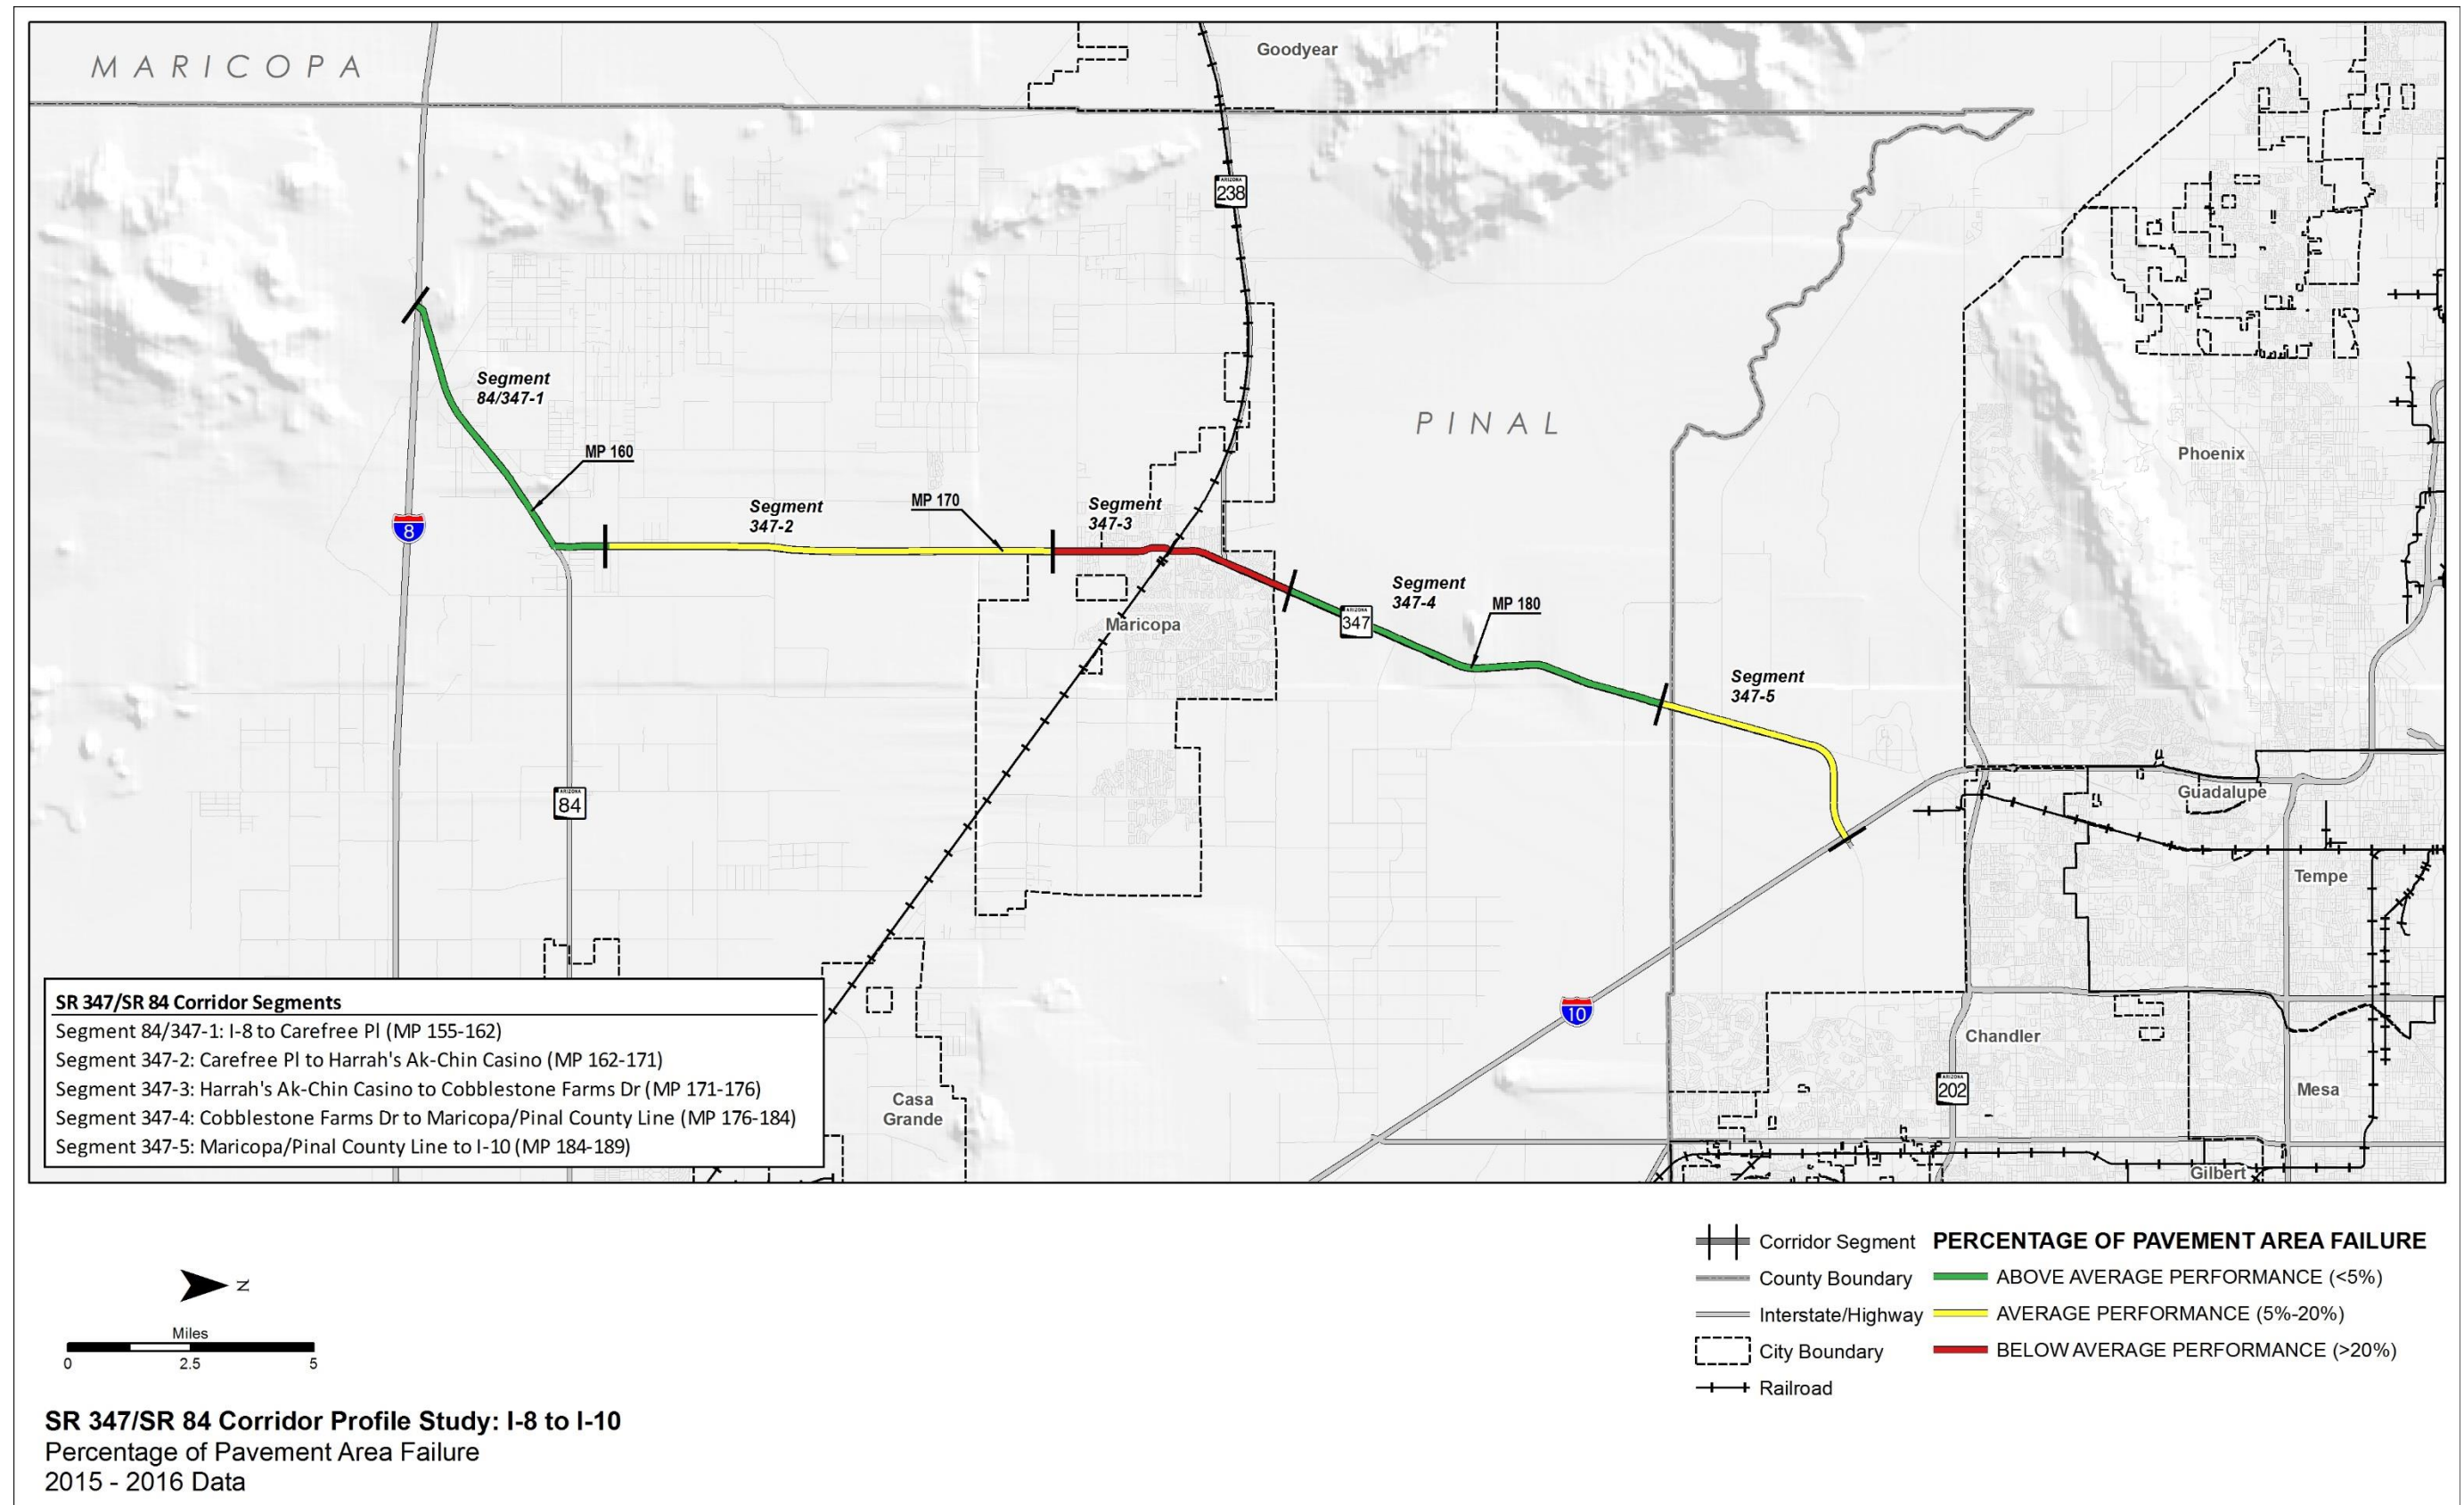 MARICOPA
Goodyear
ARIZONA
238
Segment
84/347-1
PINAL
Phoenix
MP 160
Segment
347-2
MP 170
Segment
347-3
8
Segment
347-4
MP 180
ARIZONA
347
Maricopa
Segment
347-5
ARIZONA
84
Guadalupe
Tempe
10
Chandler
ARIZONA
202
Mesa
Casa
Grande
Gilbert
SR 347/SR 84 Corridor Segments
Segment 84/347-1: I-8 to Carefree Pl (MP 155-162)
Segment 347-2: Carefree Pl to Harrah's Ak-Chin Casino (MP 162-171)
Segment 347-3: Harrah's Ak-Chin Casino to Cobblestone Farms Dr (MP 171-176)
Segment 347-4: Cobblestone Farms Dr to Maricopa/Pinal County Line (MP 176-184)
Segment 347-5: Maricopa/Pinal County Line to I-10 (MP 184-189)
Corridor Segment
County Boundary
Interstate/Highway
City Boundary
Railroad
PERCENTAGE OF PAVEMENT AREA FAILURE
ABOVE AVERAGE PERFORMANCE (<5%)
AVERAGE PERFORMANCE (5%-20%)
BELOW AVERAGE PERFORMANCE (>20%)
N
Miles
0 2.5 5
SR 347/SR 84 Corridor Profile Study: I-8 to I-10
Percentage of Pavement Area Failure
2015 - 2016 Data